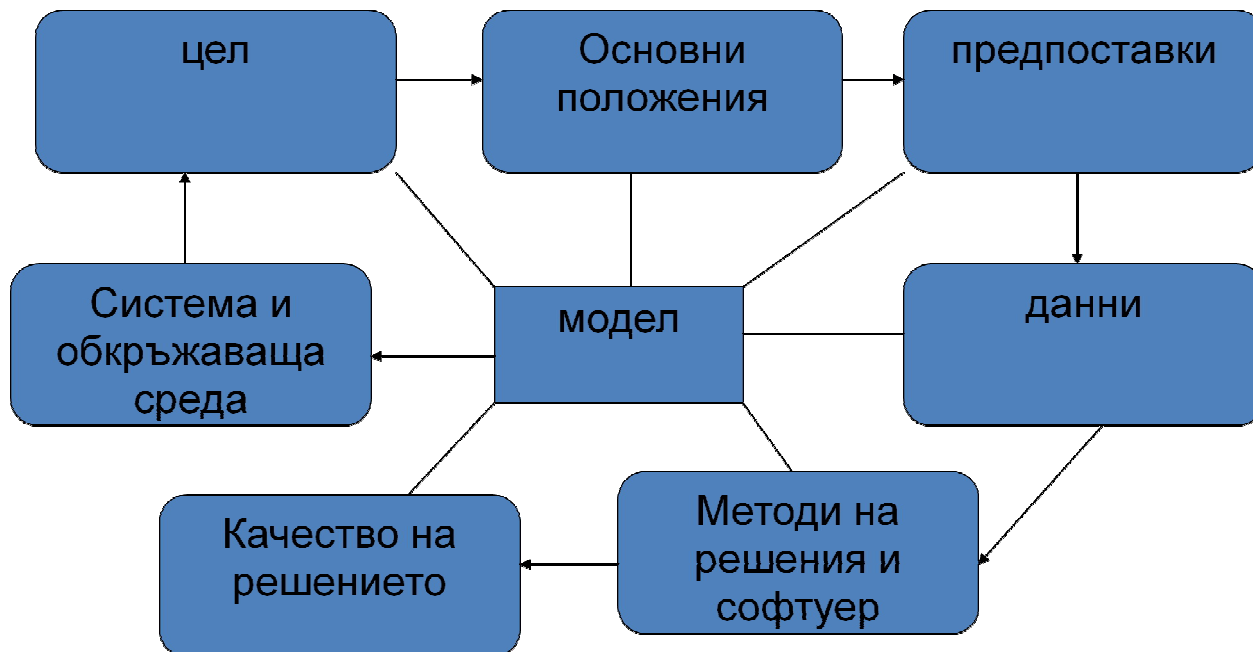 цел
Основни
положения
предпоставки
Система и
обкръжаваща
среда
модел
данни
Качество на
решението
Методи на
решения и
софтуер